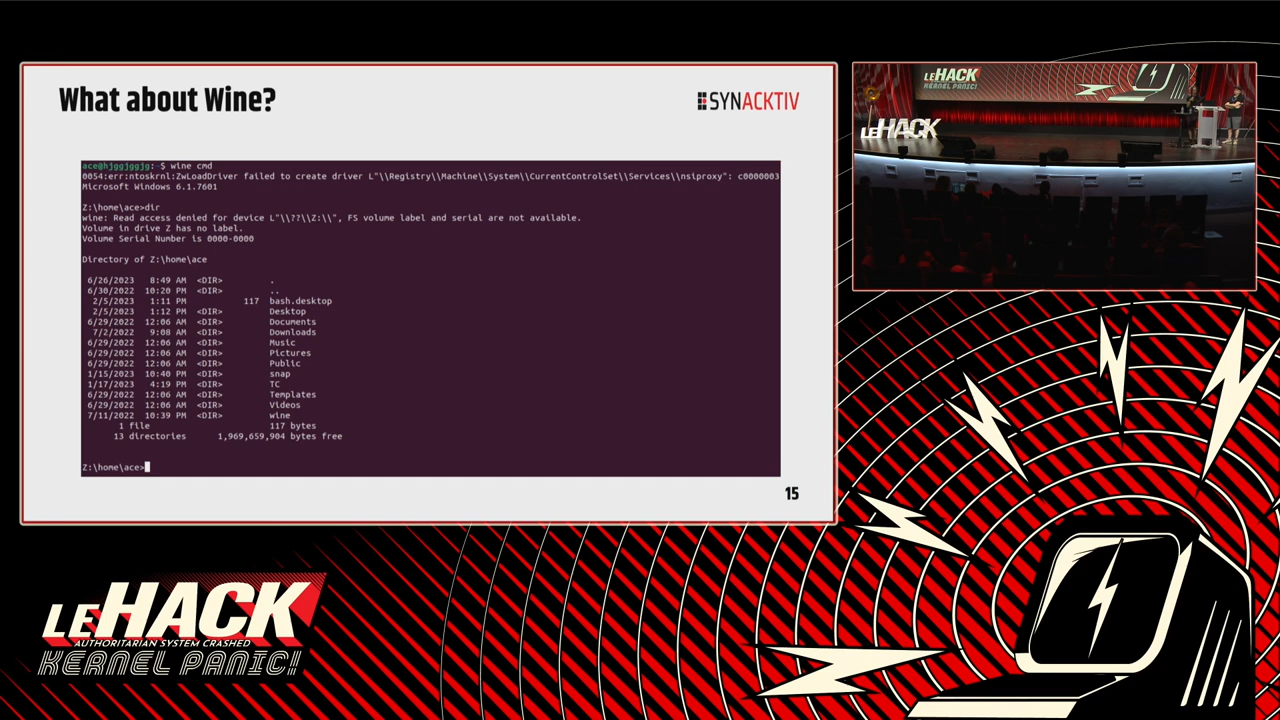 What about Wine?
SYNACKTIV
ace@hjggjggjg:~$ wine cmd
0054:err:ntoskrnl:ZwLoadDriver failed to create driver L"\\Registry\\Machine\\System\\CurrentControlSet\\Services\\nsiproxy": c0000003
Microsoft Windows 6.1.7601
Z:\home\ace>dir
wine: Read access denied for device L"\\??\\Z:\\", FS volume label and serial are not available.
Volume in drive Z has no label.
Volume Serial Number is 0000-0000
Directory of Z:\home\ace
6/26/2023 8:49 AM <DIR> .
6/30/2022 10:20 PM <DIR> ..
2/5/2023 1:11 PM 117 bash.desktop
2/5/2023 1:12 PM <DIR> Desktop
6/29/2022 12:06 AM <DIR> Documents
7/2/2022 9:08 AM <DIR> Downloads
6/29/2022 12:06 AM <DIR> Music
6/29/2022 12:06 AM <DIR> Pictures
6/29/2022 12:06 AM <DIR> Public
1/15/2023 10:40 PM <DIR> snap
1/17/2023 4:19 PM <DIR> TC
6/29/2022 12:06 AM <DIR> Templates
6/29/2022 12:06 AM <DIR> Videos
7/11/2022 10:39 PM <DIR> wine
1 file 117 bytes
13 directories 1,969,659,904 bytes free
Z:\home\ace>
15
LEHACK
KERNEL PANIC!
LEHACK
LEHACK
AUTHORITARIAN SYSTEM CRASHED
KERNEL PANIC!